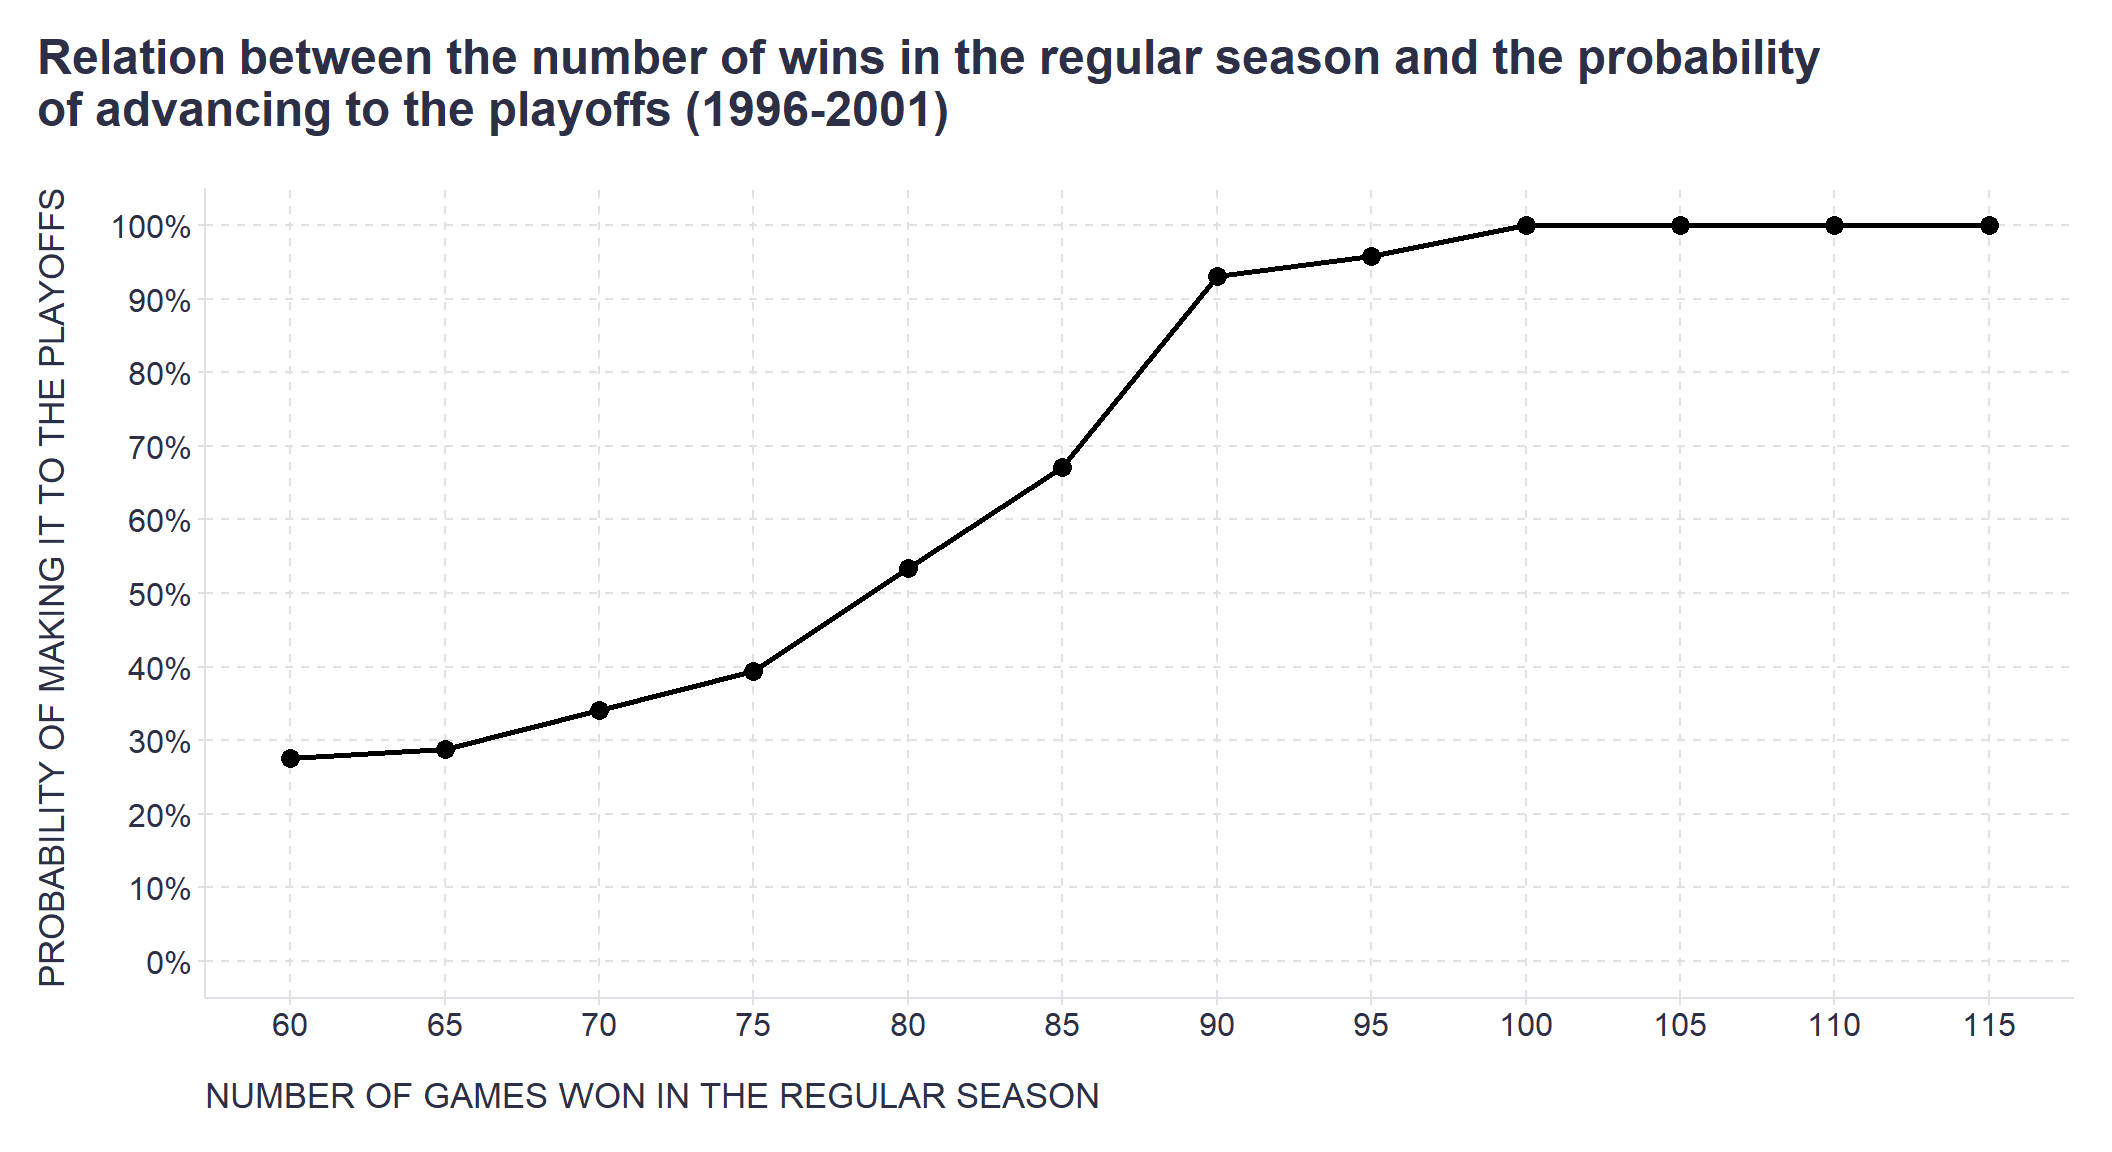 Relation between the number of wins in the regular season and the probability
of advancing to the playoffs (1996-2001)
PROBABILITY OF MAKING IT TO THE PLAYOFFS
100%
90%
80%
70%
60%
50%
40%
30%
20%
10%
0%
60 65 70 75 80 85 90 95 100 105 110 115
NUMBER OF GAMES WON IN THE REGULAR SEASON